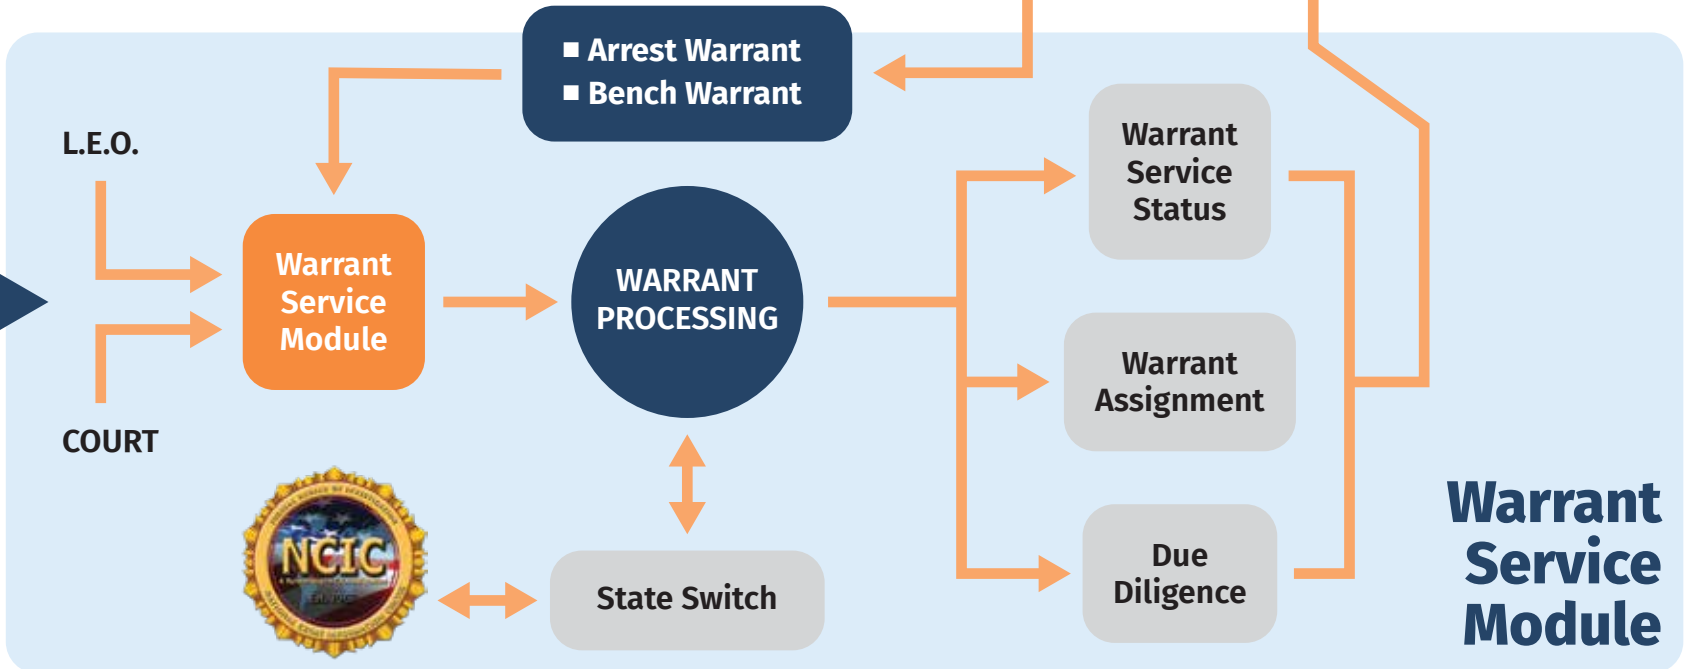 ▪ Arrest Warrant
▪ Bench Warrant
L.E.O.
COURT
Warrant
Service
Module
WARRANT
PROCESSING
Warrant
Service
Status
Warrant
Assignment
Due
Diligence
State Switch
NCIC
Warrant
Service
Module